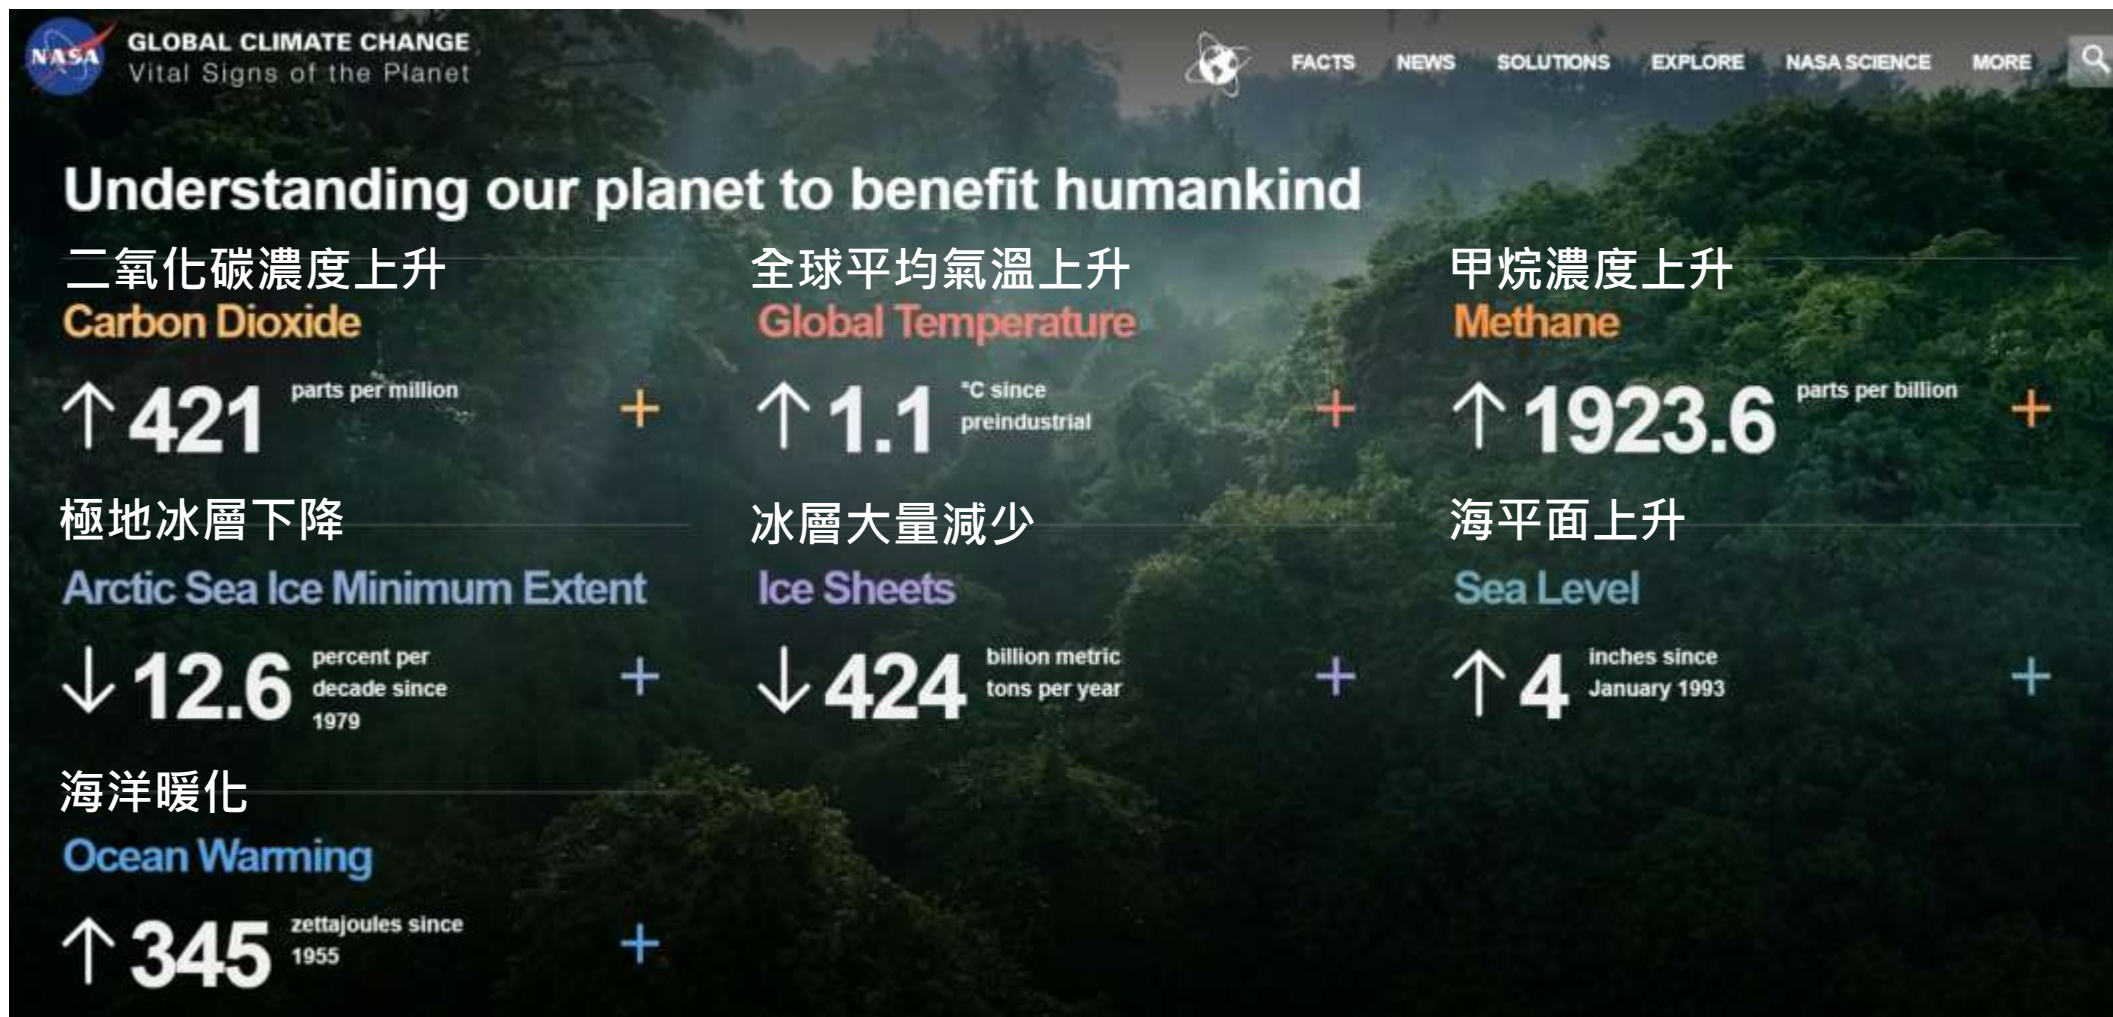 NASA
GLOBAL CLIMATE CHANGE
Vital Signs of the Planet
FACTS NEWS SOLUTIONS EXPLORE NASA SCIENCE MORE
Understanding our planet to benefit humankind
二氧化碳濃度上升
Carbon Dioxide
↑ 421 parts per million
+
全球平均氣溫上升
Global Temperature
↑ 1.1 °C since
preindustrial
+
甲烷濃度上升
Methane
↑ 1923.6 parts per billion
+
極地冰層下降
Arctic Sea Ice Minimum Extent
↓ 12.6 percent per
decade since
1979
+
冰層大量減少
Ice Sheets
↓ 424 billion metric
tons per year
+
海平面上升
Sea Level
↑ 4 inches since
January 1993
+
海洋暖化
Ocean Warming
↑ 345 zettajoules since
1955
+